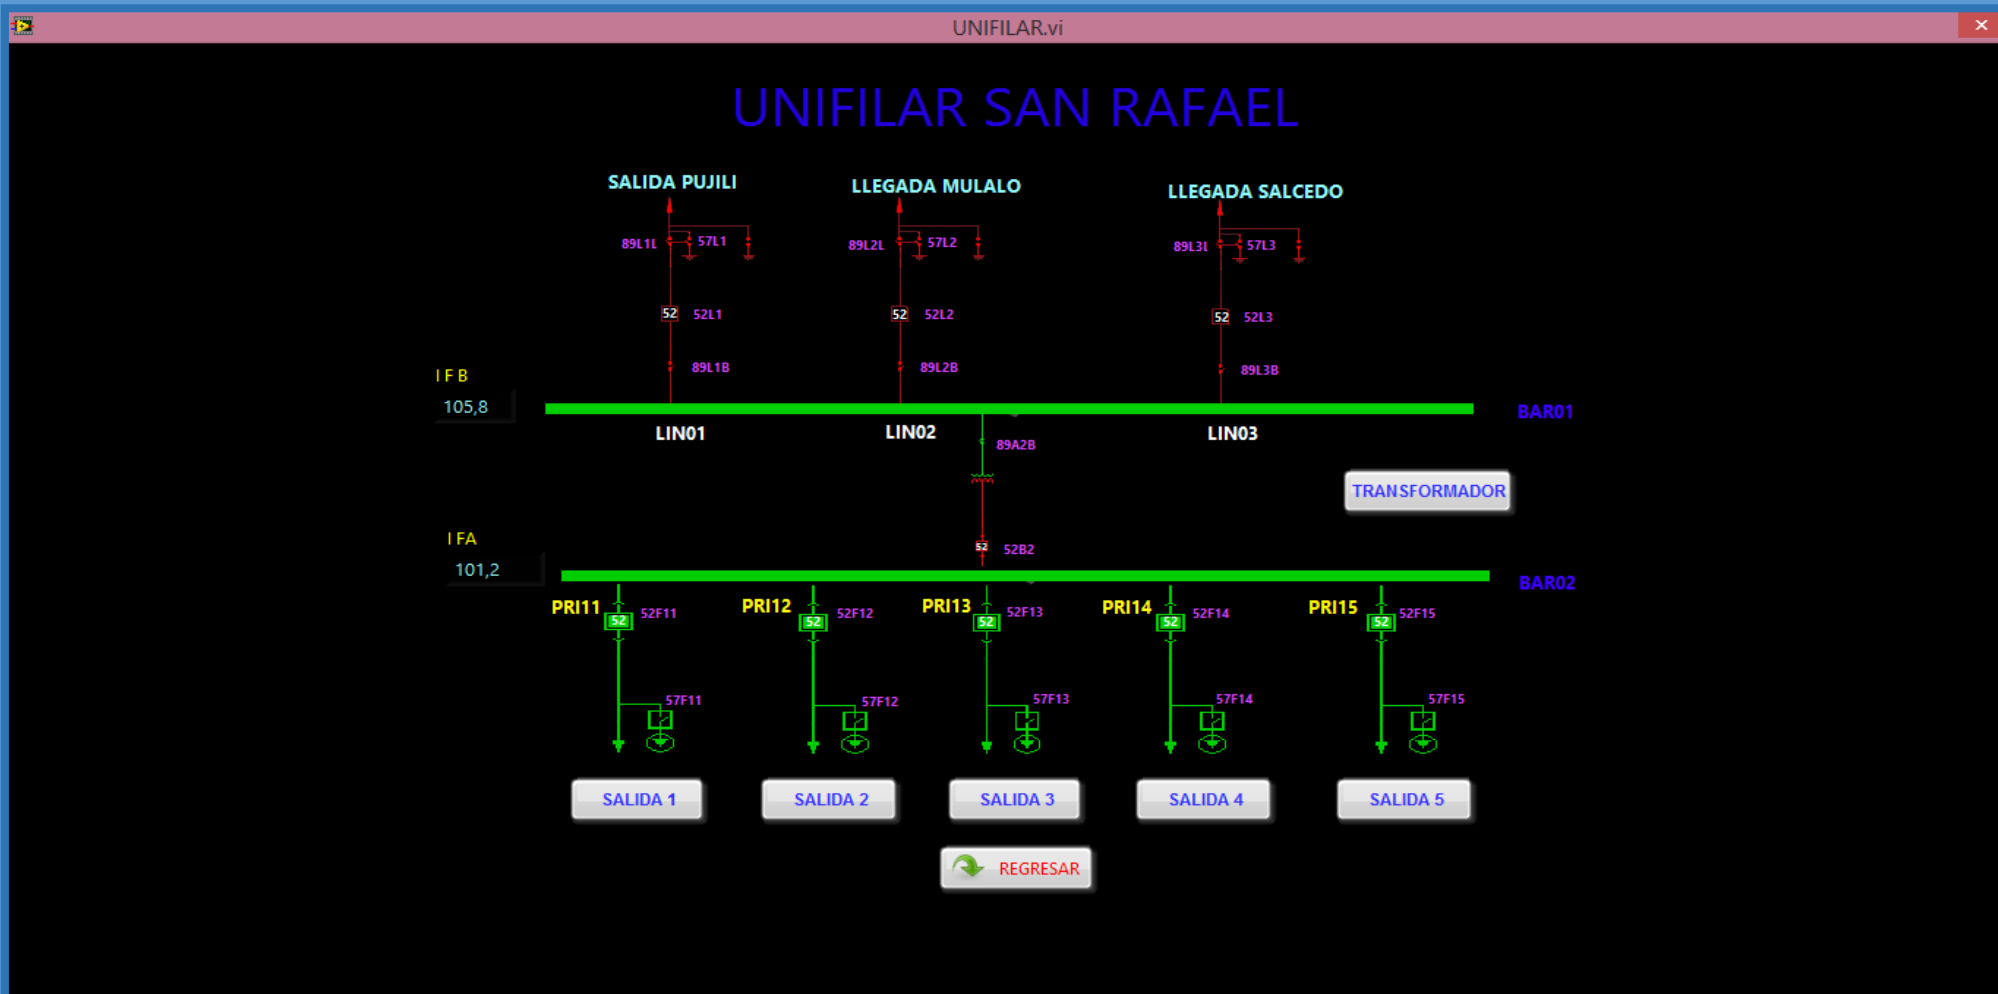 UNIFILAR.vi
UNIFILAR SAN RAFAEL
SALIDA PUJILI
LLEGADA MULALO
LLEGADA SALCEDO
89L1L
57L1
89L2L
57L2
89L3L
57L3
52
52L1
52
52L2
52
52L3
89L1B
89L2B
89L3B
I F B
105,8
BAR01
LIN01
LIN02
LIN03
89A2B
TRANSFORMADOR
I FA
101,2
52
52B2
BAR02
PRI11
52
52F11
PRI12
52
52F12
PRI13
52
52F13
PRI14
52
52F14
PRI15
52
52F15
57F11
57F12
57F13
57F14
57F15
SALIDA 1
SALIDA 2
SALIDA 3
SALIDA 4
SALIDA 5
REGRESAR